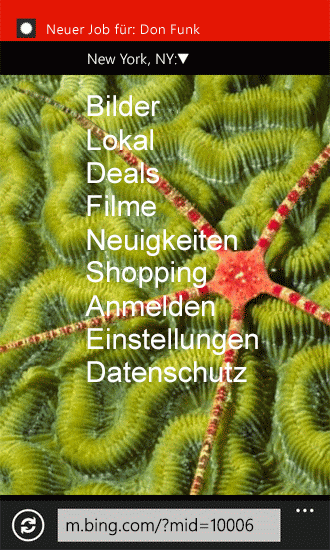 Neuer Job für: Don Funk
New York, NY:▼
Bilder
Lokal
Deals
Filme
Neuigkeiten
Shopping
Anmelden
Einstellungen
Datenschutz
m.bing.com/?mid=10006
...